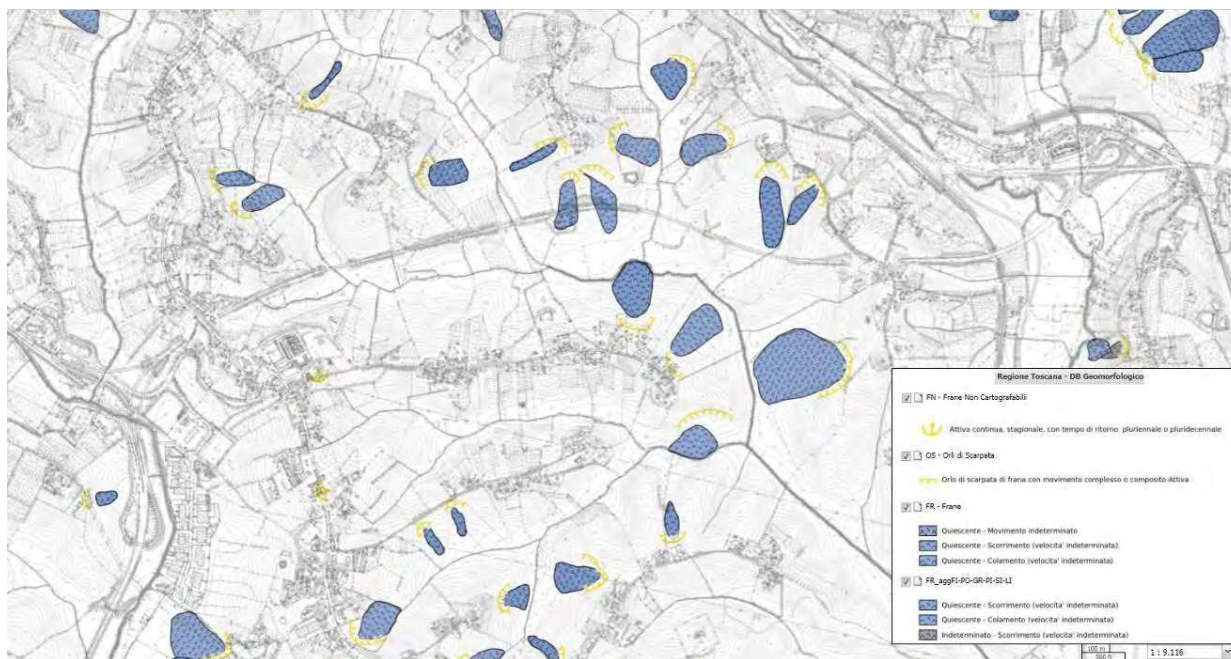 Regione Toscana - DB Geomorfologico
FN - Frane Non Cartografabili
Attiva continua, stagionale, con tempo di ritorno pluriennale o pluridecennale
OS - Orli di Scarpata
Orlo di scarpata di frana con movimento complesso o composito-Attiva
FR - Frane
Quiescente - Movimento indeterminato
Quiescente - Scorrimento (velocita' indeterminata)
Quiescente - Colamento (velocita' indeterminata)
FR_aggFI-PO-GR-PI-SI-LI
Quiescente - Scorrimento (velocita' indeterminata)
Quiescente - Colamento (velocita' indeterminata)
Indeterminato - Scorrimento (velocita' indeterminata)
100 m
500 ft
1 : 9.116